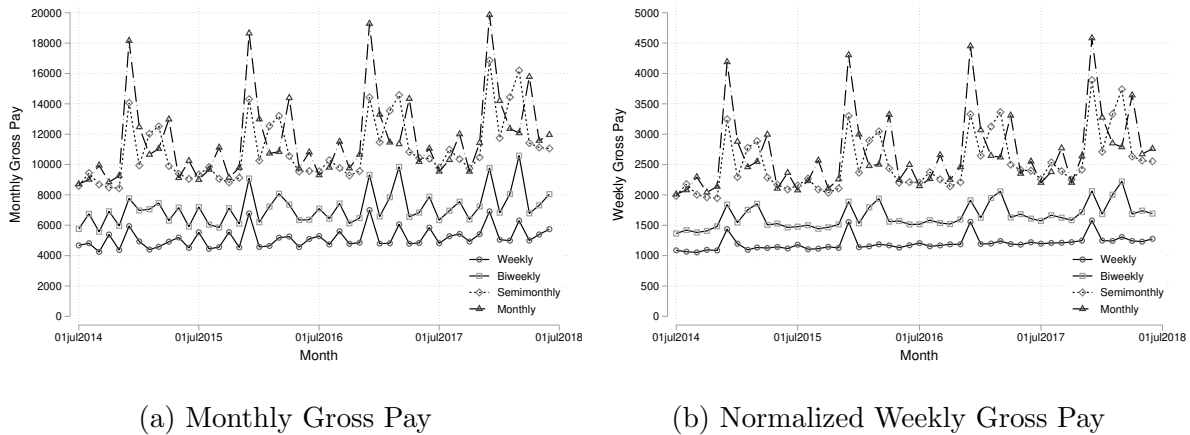 20000
18000
16000
14000
12000
10000
8000
6000
4000
2000
0
Monthly Gross Pay
Weekly
Biweekly
Semimonthly
Monthly
01jul2014 01jul2015 01jul2016 01jul2017 01jul2018
Month
(a) Monthly Gross Pay
5000
4500
4000
3500
3000
2500
2000
1500
1000
500
0
Weekly Gross Pay
Weekly
Biweekly
Semimonthly
Monthly
01jul2014 01jul2015 01jul2016 01jul2017 01jul2018
Month
(b) Normalized Weekly Gross Pay